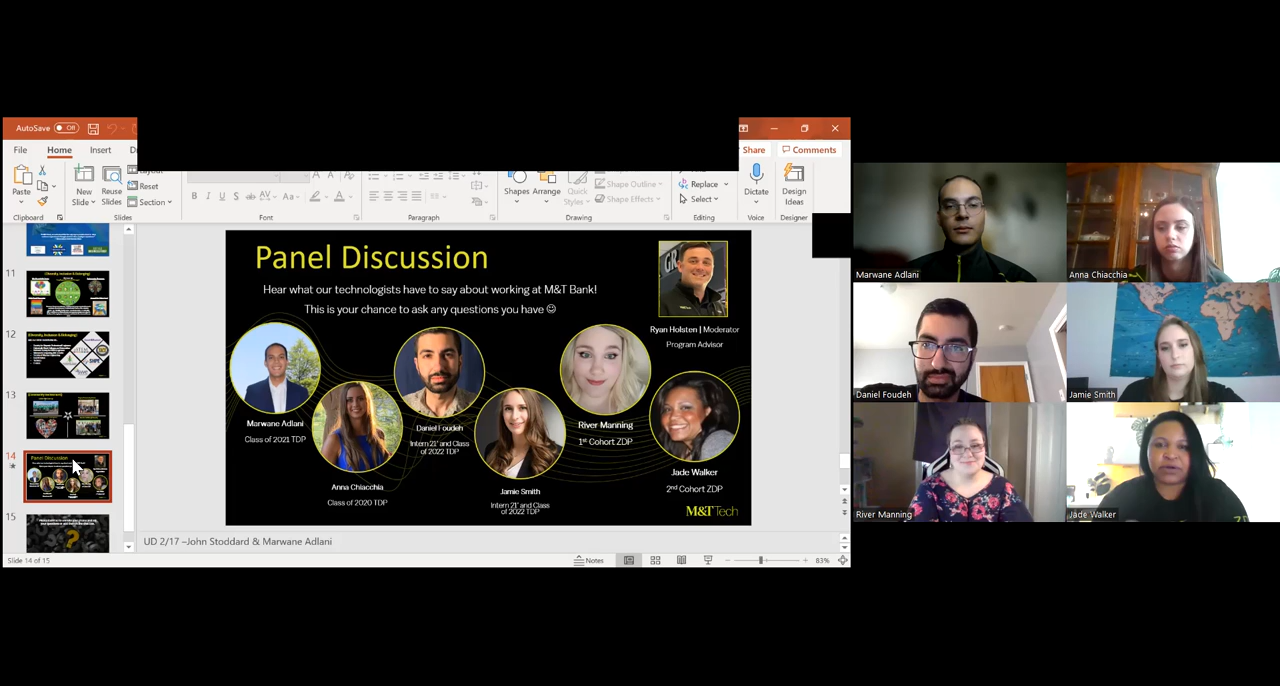 AutoSave Off
File Home Insert
Share Comments
Paste
New Slide
Reuse Slides
Layout
Reset
Section
B I U S ab AV Aa
Shapes
Arrange
Quick Styles
Shape Outline
Shape Effects
Replace
Select
Dictate
Design Ideas
Clipboard Slides Font Paragraph Drawing Editing Voice Designer
11
12
13
14
Panel Discussion
15
Panel Discussion
Hear what our technologists have to say about working at M&T Bank!
This is your chance to ask any questions you have ☺
Ryan Holsten | Moderator
Program Advisor
Marwane Adlani
Class of 2021 TDP
Anna Chiacchia
Class of 2020 TDP
Daniel Foudeh
Intern 21' and Class
of 2022 TDP
Jamie Smith
Intern 21' and Class
of 2022 TDP
River Manning
1st Cohort ZDP
Jade Walker
2nd Cohort ZDP
M&T Tech
UD 2/17 –John Stoddard & Marwane Adlani
Slide 14 of 15
Notes
83%
Marwane Adlani
Anna Chiacchia
Daniel Foudeh
Jamie Smith
River Manning
Jade Walker